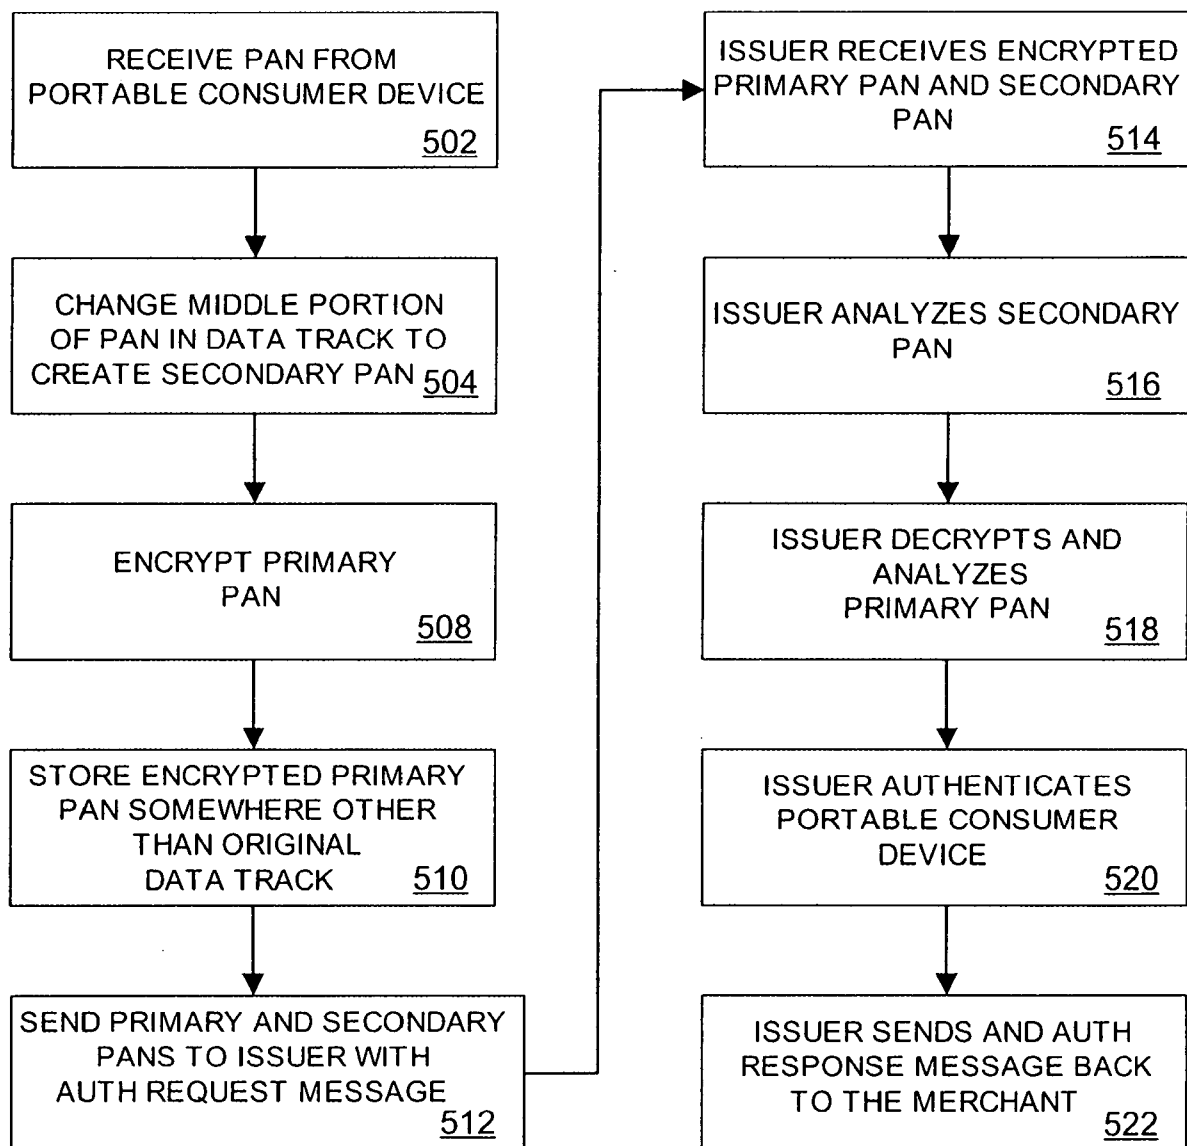 RECEIVE PAN FROM
PORTABLE CONSUMER DEVICE
502
CHANGE MIDDLE PORTION
OF PAN IN DATA TRACK TO
CREATE SECONDARY PAN 504
ENCRYPT PRIMARY
PAN
508
STORE ENCRYPTED PRIMARY
PAN SOMEWHERE OTHER
THAN ORIGINAL
DATA TRACK 510
SEND PRIMARY AND SECONDARY
PANS TO ISSUER WITH
AUTH REQUEST MESSAGE
512
ISSUER RECEIVES ENCRYPTED
PRIMARY PAN AND SECONDARY
PAN
514
ISSUER ANALYZES SECONDARY
PAN
516
ISSUER DECRYPTS AND
ANALYZES
PRIMARY PAN
518
ISSUER AUTHENTICATES
PORTABLE CONSUMER
DEVICE
520
ISSUER SENDS AND AUTH
RESPONSE MESSAGE BACK
TO THE MERCHANT
522